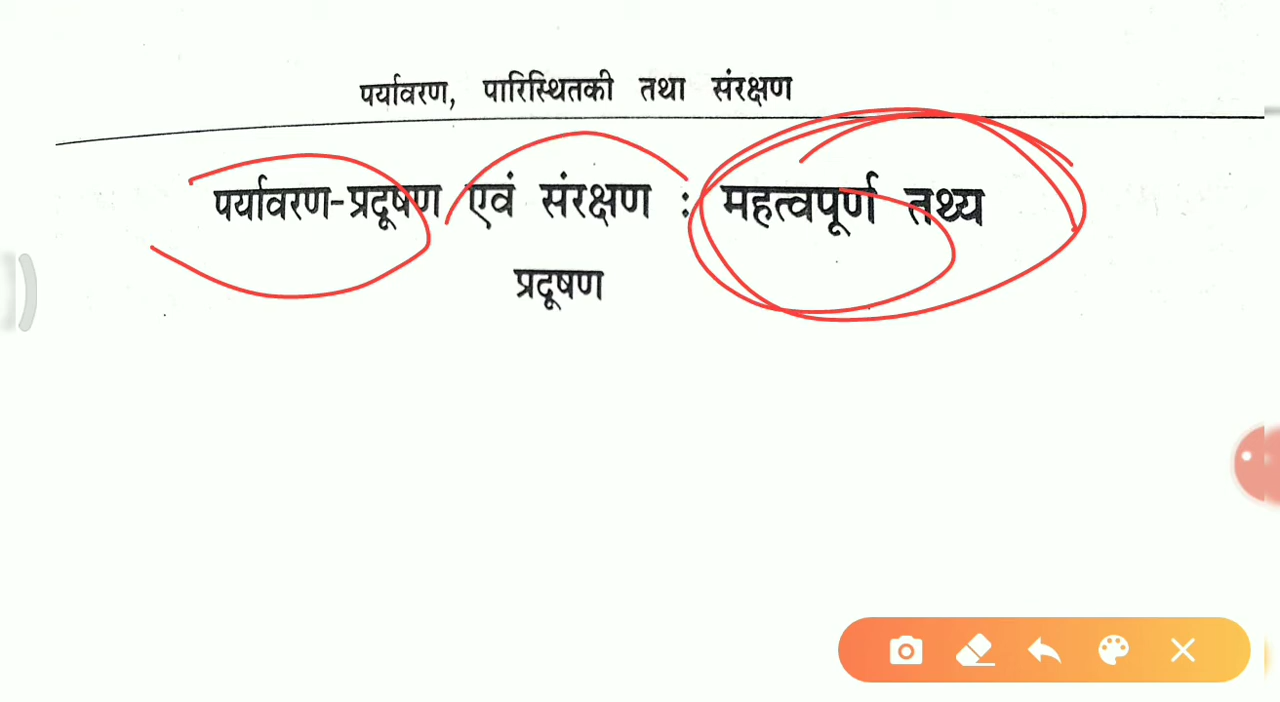 पर्यावरण, पारिस्थितकी तथा संरक्षण
पर्यावरण-प्रदूषण एवं संरक्षण : महत्वपूर्ण तथ्य
प्रदूषण